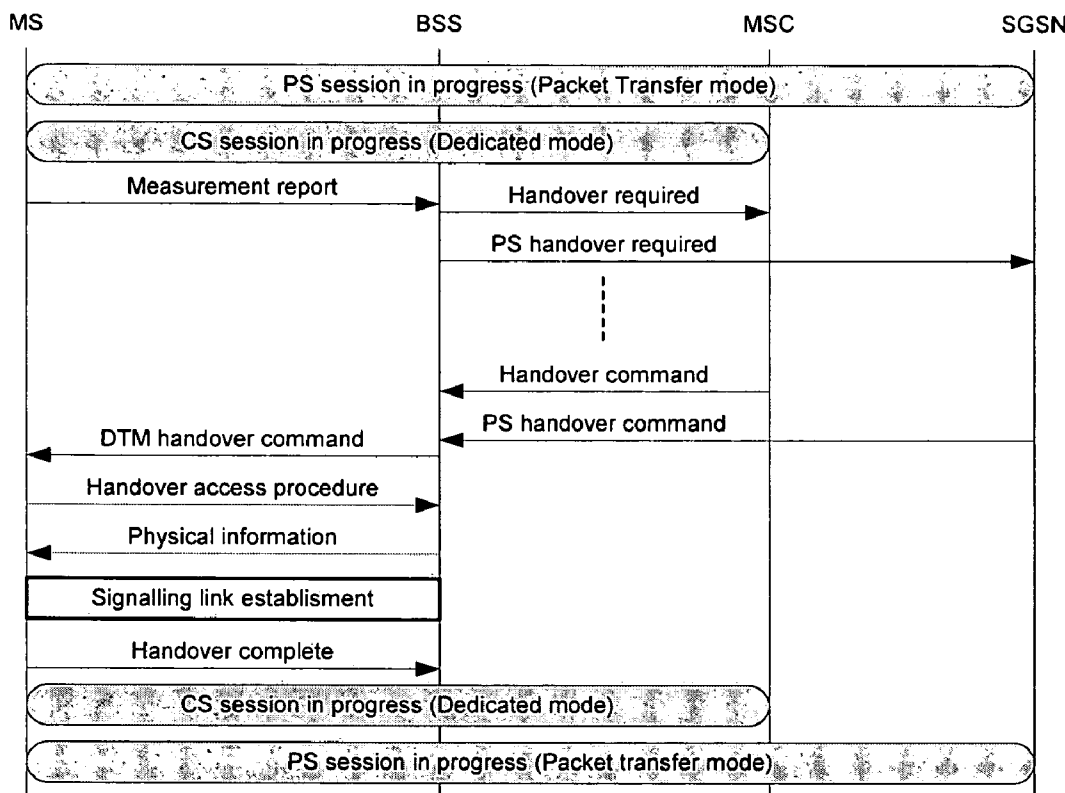 MS BSS MSC SGSN
PS session in progress (Packet Transfer mode)
CS session in progress (Dedicated mode)
Measurement report
Handover required
PS handover required
Handover command
PS handover command
DTM handover command
Handover access procedure
Physical information
Signalling link establisment
Handover complete
CS session in progress (Dedicated mode)
PS session in progress (Packet transfer mode)